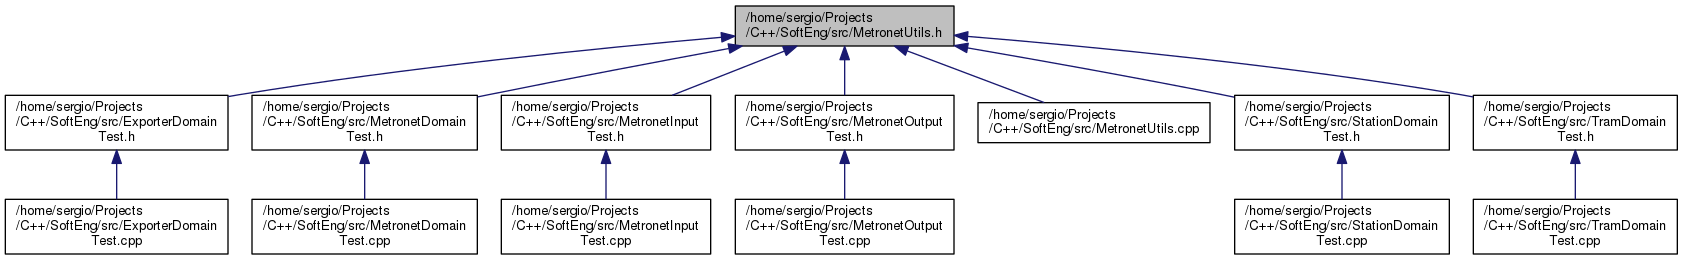 /home/sergio/Projects
/C++/SoftEng/src/MetronetUtils.h
/home/sergio/Projects
/C++/SoftEng/src/ExporterDomain
Test.h
/home/sergio/Projects
/C++/SoftEng/src/MetronetDomain
Test.h
/home/sergio/Projects
/C++/SoftEng/src/MetronetInput
Test.h
/home/sergio/Projects
/C++/SoftEng/src/MetronetOutput
Test.h
/home/sergio/Projects
/C++/SoftEng/src/MetronetUtils.cpp
/home/sergio/Projects
/C++/SoftEng/src/StationDomain
Test.h
/home/sergio/Projects
/C++/SoftEng/src/TramDomain
Test.h
/home/sergio/Projects
/C++/SoftEng/src/ExporterDomain
Test.cpp
/home/sergio/Projects
/C++/SoftEng/src/MetronetDomain
Test.cpp
/home/sergio/Projects
/C++/SoftEng/src/MetronetInput
Test.cpp
/home/sergio/Projects
/C++/SoftEng/src/MetronetOutput
Test.cpp
/home/sergio/Projects
/C++/SoftEng/src/StationDomain
Test.cpp
/home/sergio/Projects
/C++/SoftEng/src/TramDomain
Test.cpp